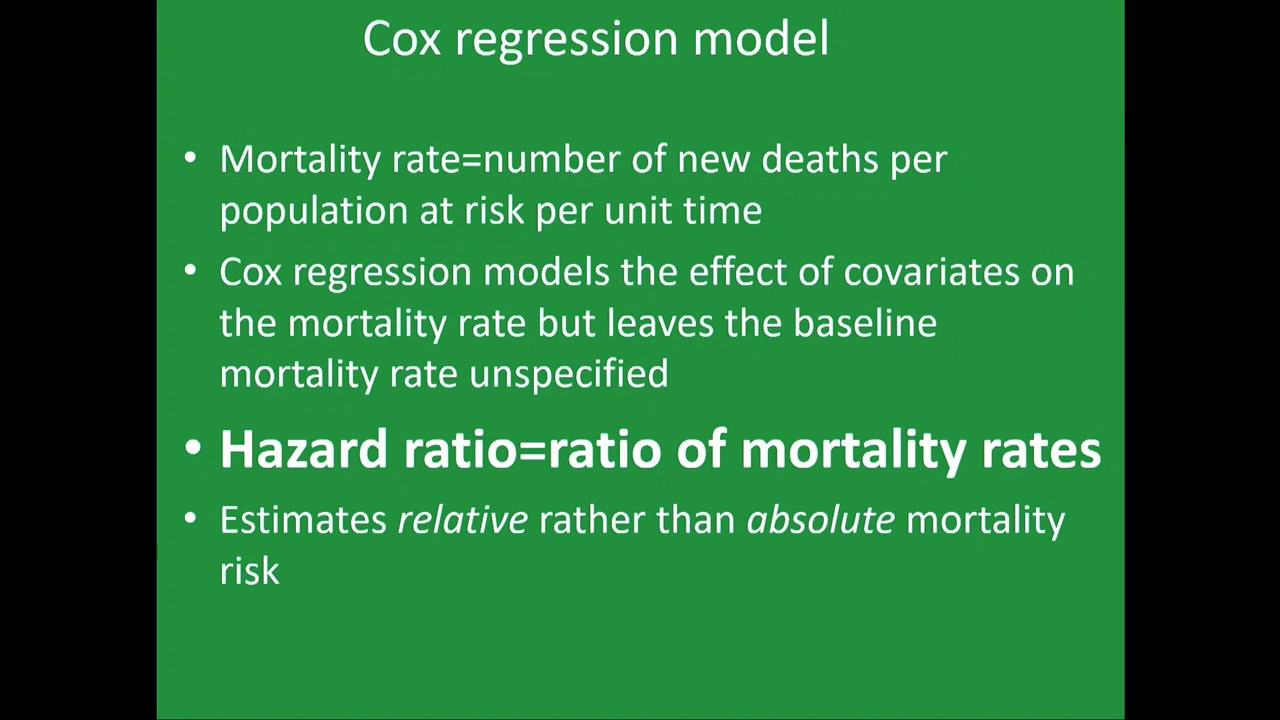 Cox regression model
• Mortality rate=number of new deaths per
population at risk per unit time
• Cox regression models the effect of covariates on
the mortality rate but leaves the baseline
mortality rate unspecified
• Hazard ratio=ratio of mortality rates
• Estimates relative rather than absolute mortality
risk